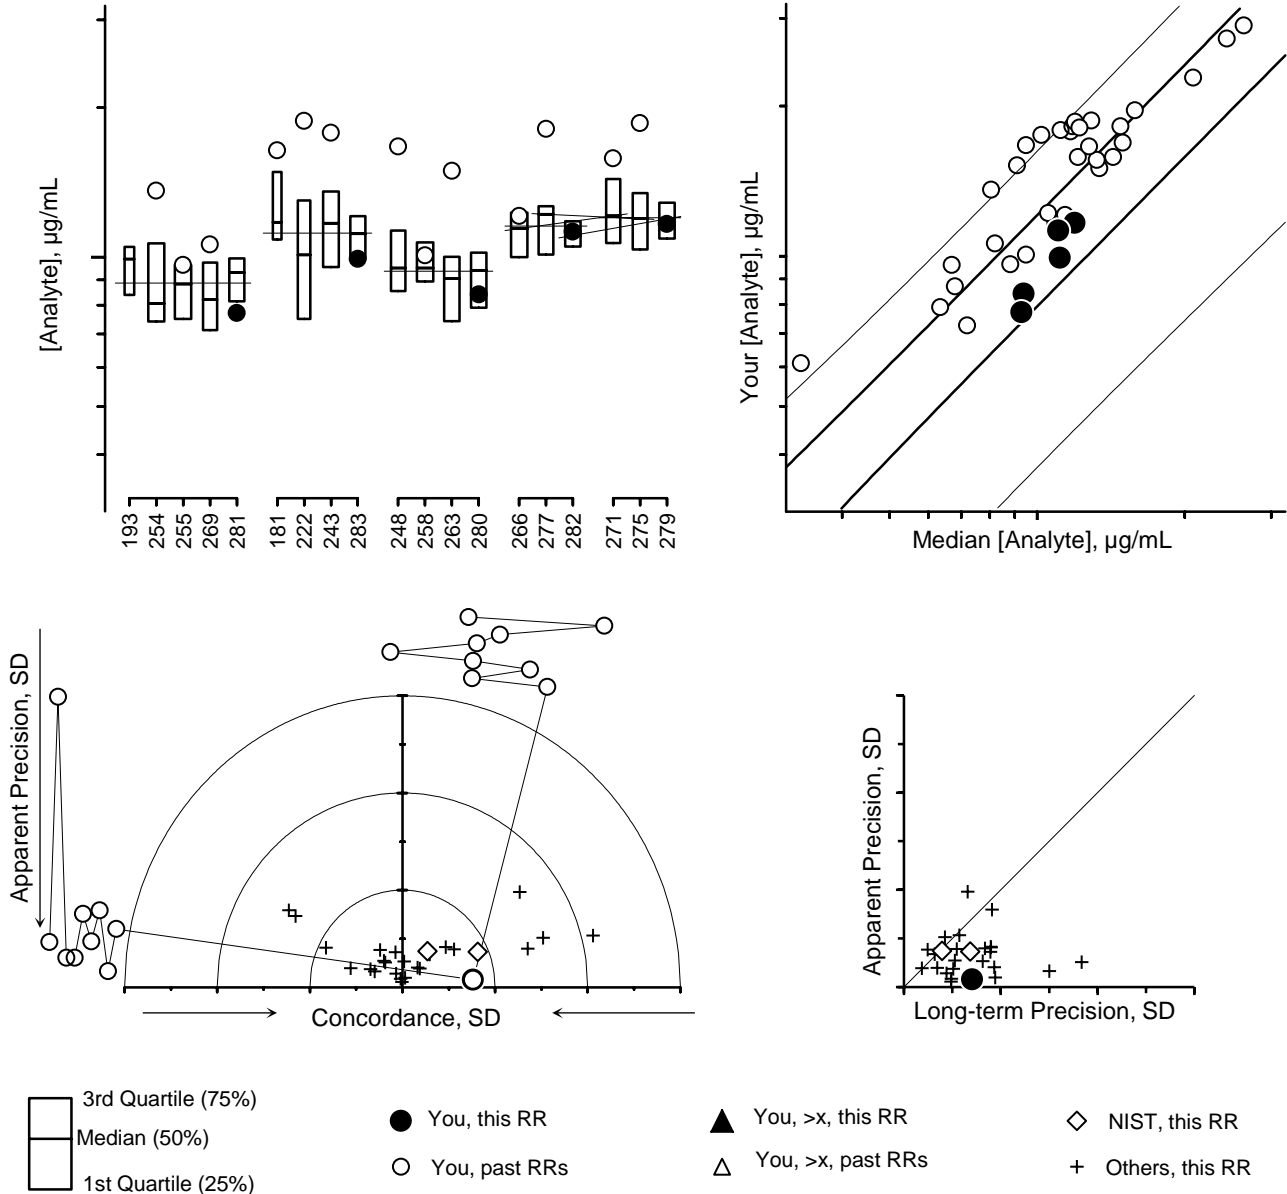 [Analyte], µg/mL
193 254 255 269 281 181 222 243 283 248 258 263 280 266 277 282 271 275 279
Your [Analyte], µg/mL
Median [Analyte], µg/mL
Apparent Precision, SD
Concordance, SD
Apparent Precision, SD
Long-term Precision, SD
3rd Quartile (75%)
Median (50%)
1st Quartile (25%)
You, this RR
You, past RRs
You, >x, this RR
You, >x, past RRs
NIST, this RR
Others, this RR